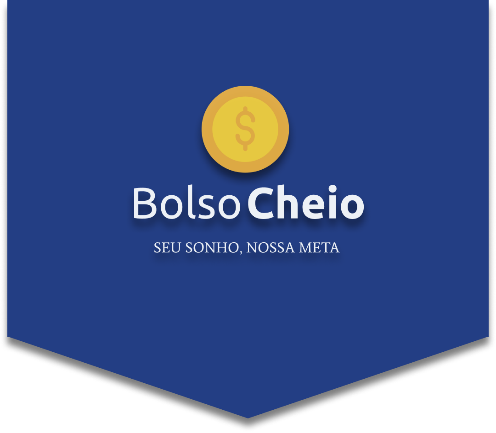 $
BolsoCheio
SEU SONHO, NOSSA META